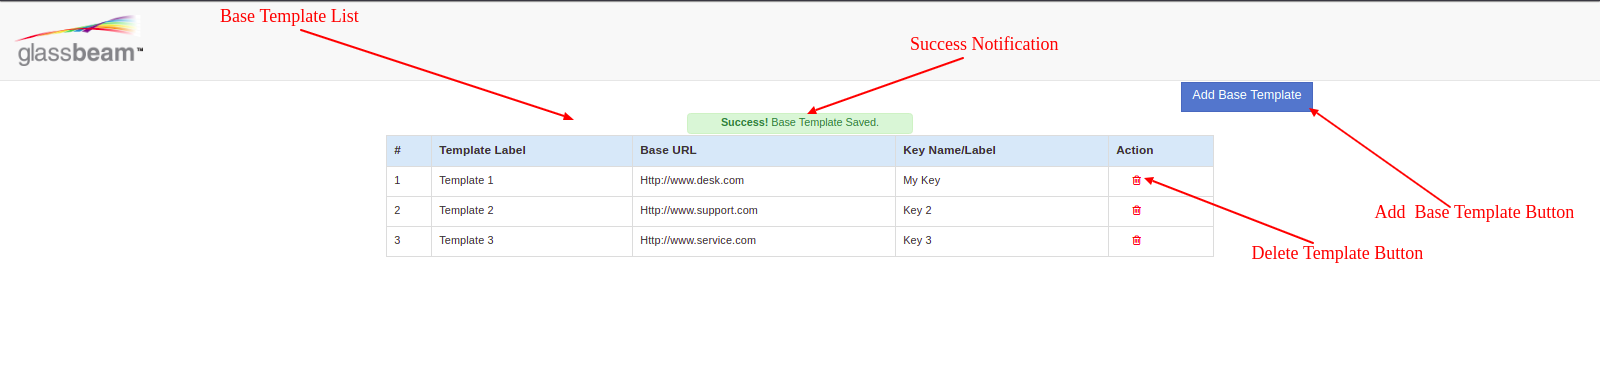 Base Template List
Success Notification
glassbeam™
Add Base Template
Success! Base Template Saved.
# Template Label Base URL Key Name/Label Action
1 Template 1 Http://www.desk.com My Key
2 Template 2 Http://www.support.com Key 2
3 Template 3 Http://www.service.com Key 3
Add Base Template Button
Delete Template Button